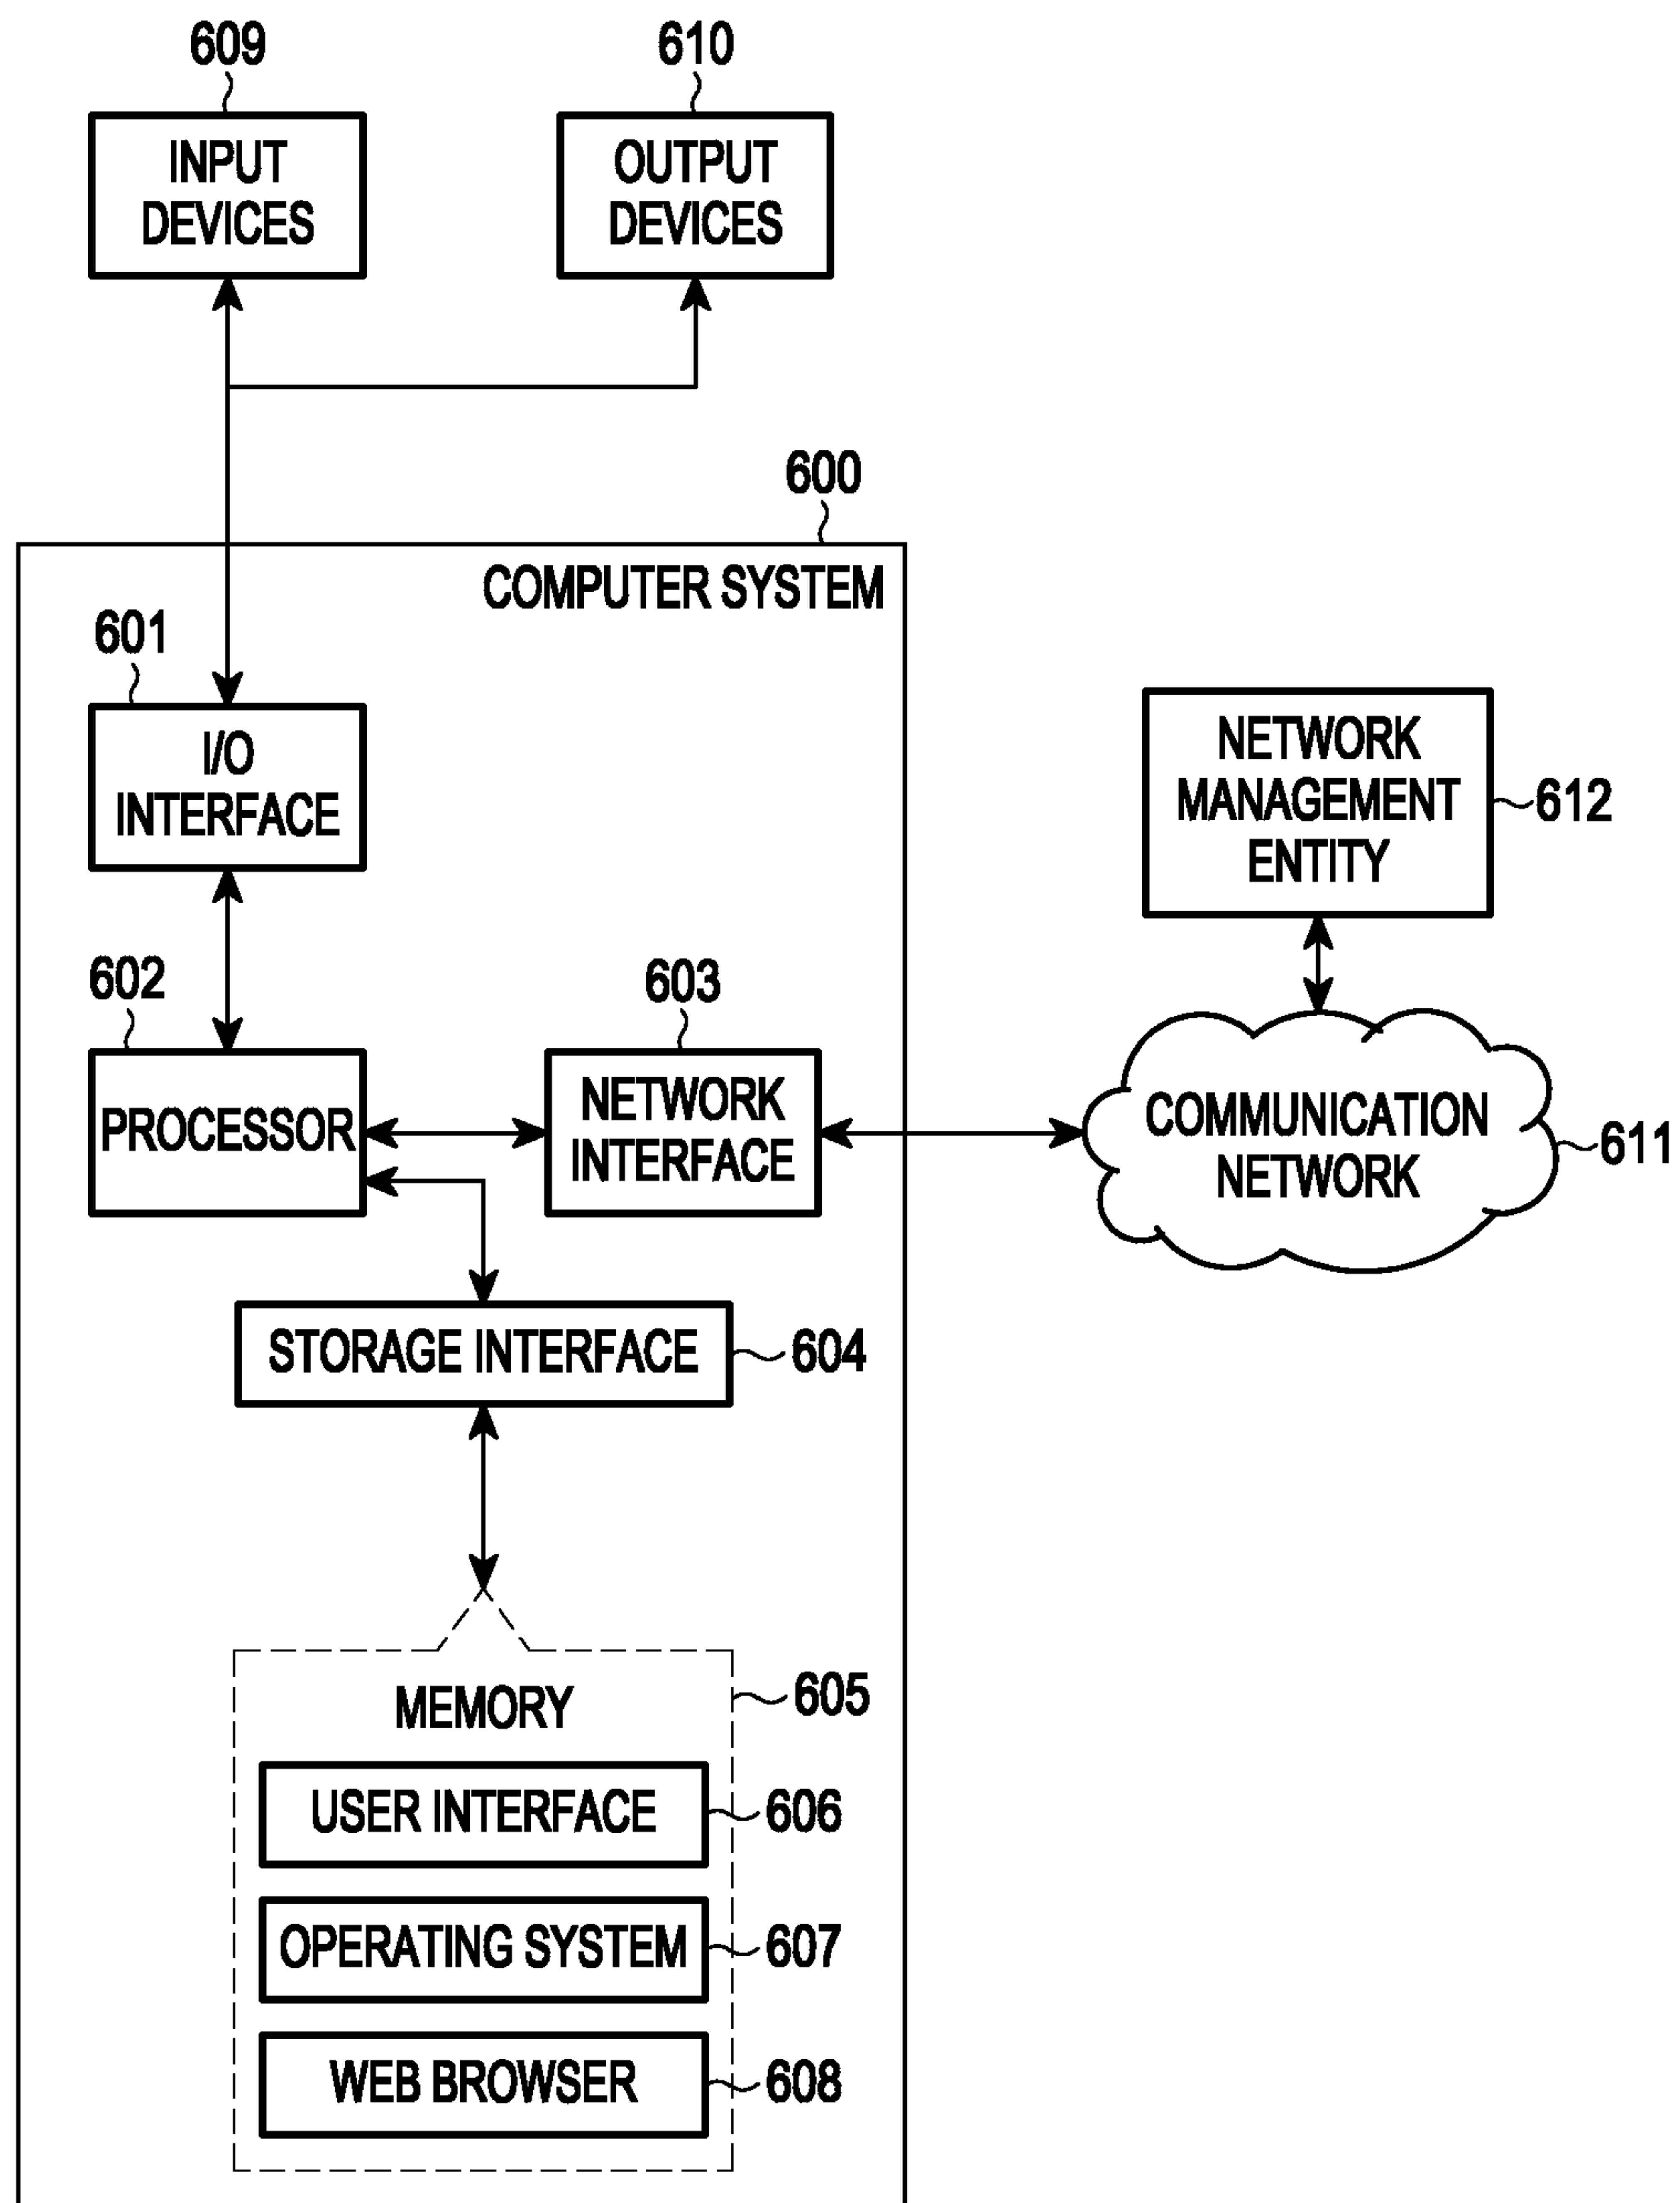 609
610
INPUT
DEVICES
OUTPUT
DEVICES
600
COMPUTER SYSTEM
601
I/O
INTERFACE
NETWORK
MANAGEMENT
ENTITY
612
602
603
PROCESSOR
NETWORK
INTERFACE
COMMUNICATION
NETWORK
611
STORAGE INTERFACE
604
MEMORY
605
USER INTERFACE
606
OPERATING SYSTEM
607
WEB BROWSER
608